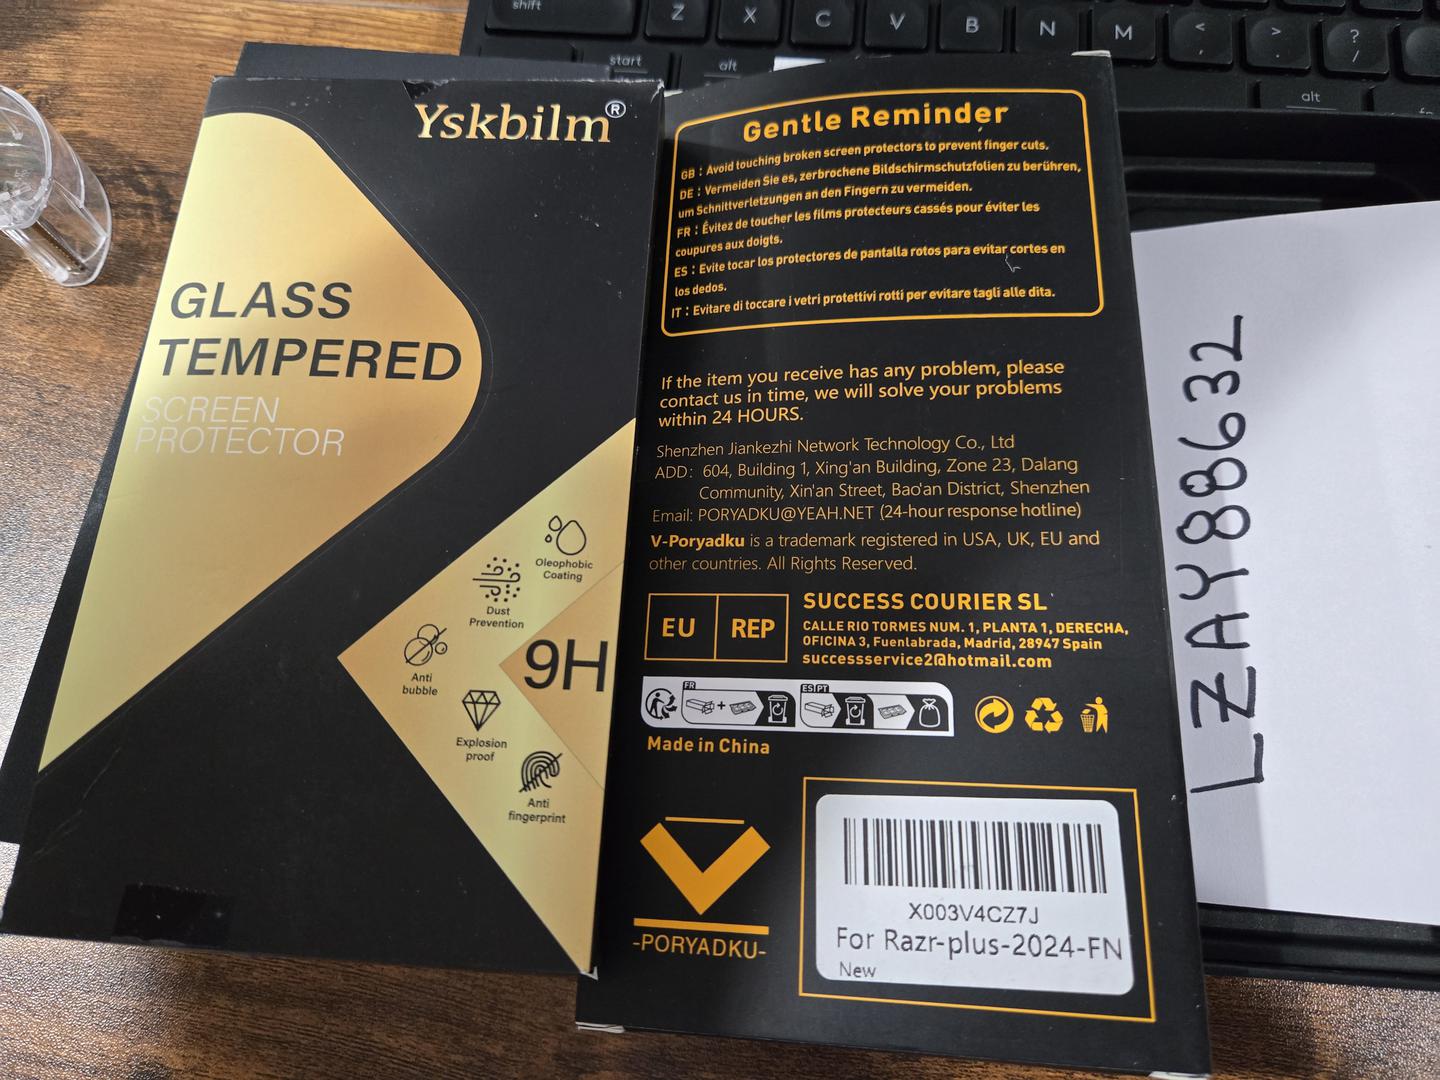 shift
Z X C V B N M < , > . ? /
start
alt
alt
Yskbilm®
GLASS
TEMPERED
SCREEN
PROTECTOR
Oleophobic
Coating
Dust
Prevention
Anti
bubble
9H
Explosion
proof
Anti
fingerprint
Gentle Reminder
GB : Avoid touching broken screen protectors to prevent finger cuts.
DE : Vermeiden Sie es, zerbrochene Bildschirmschutzfolien zu berühren,
um Schnittverletzungen an den Fingern zu vermeiden.
FR : Évitez de toucher les films protecteurs cassés pour éviter les
coupures aux doigts.
ES : Evite tocar los protectores de pantalla rotos para evitar cortes en
los dedos.
IT : Evitare di toccare i vetri protettivi rotti per evitare tagli alle dita.
If the item you receive has any problem, please
contact us in time, we will solve your problems
within 24 HOURS.
Shenzhen Jiankezhi Network Technology Co., Ltd
ADD: 604, Building 1, Xing'an Building, Zone 23, Dalang
Community, Xin'an Street, Bao'an District, Shenzhen
Email: PORYADKU@YEAH.NET (24-hour response hotline)
V-Poryadku is a trademark registered in USA, UK, EU and
other countries. All Rights Reserved.
EU REP
SUCCESS COURIER SL
CALLE RIO TORMES NUM. 1, PLANTA 1, DERECHA,
OFICINA 3, Fuenlabrada, Madrid, 28947 Spain
successservice2@hotmail.com
FR
ES PT
Made in China
-PORYADKU-
X003V4CZ7J
For Razr-plus-2024-FN
New
LZAY88632